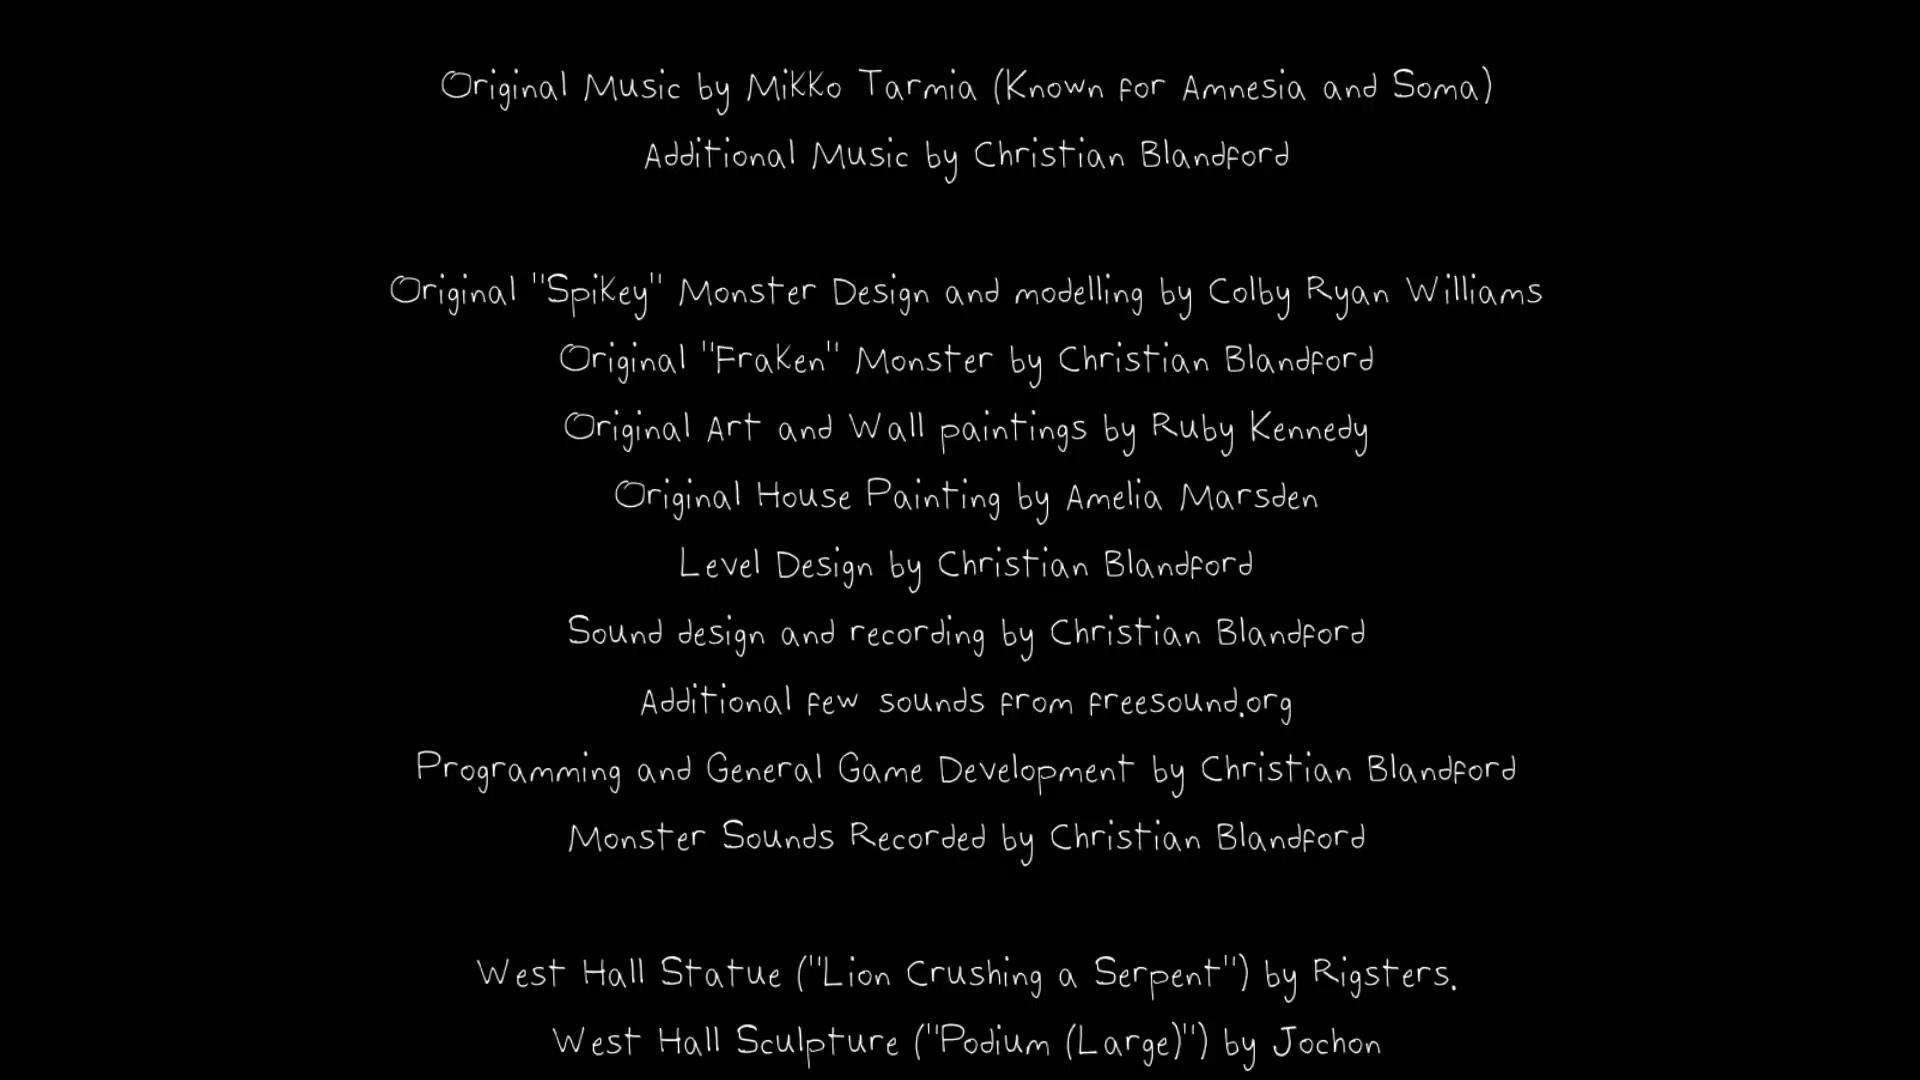 Original Music by Mikko Tarmia (Known for Amnesia and Soma)
Additional Music by Christian Blandford
Original "Spikey" Monster Design and modelling by Colby Ryan Williams
Original "Fraken" Monster by Christian Blandford
Original Art and Wall paintings by Ruby Kennedy
Original House Painting by Amelia Marsden
Level Design by Christian Blandford
Sound design and recording by Christian Blandford
Additional few sounds from freesound.org
Programming and General Game Development by Christian Blandford
Monster Sounds Recorded by Christian Blandford
West Hall Statue ("Lion Crushing a Serpent") by Rigsters.
West Hall Sculpture ("Podium (Large)") by Jochon